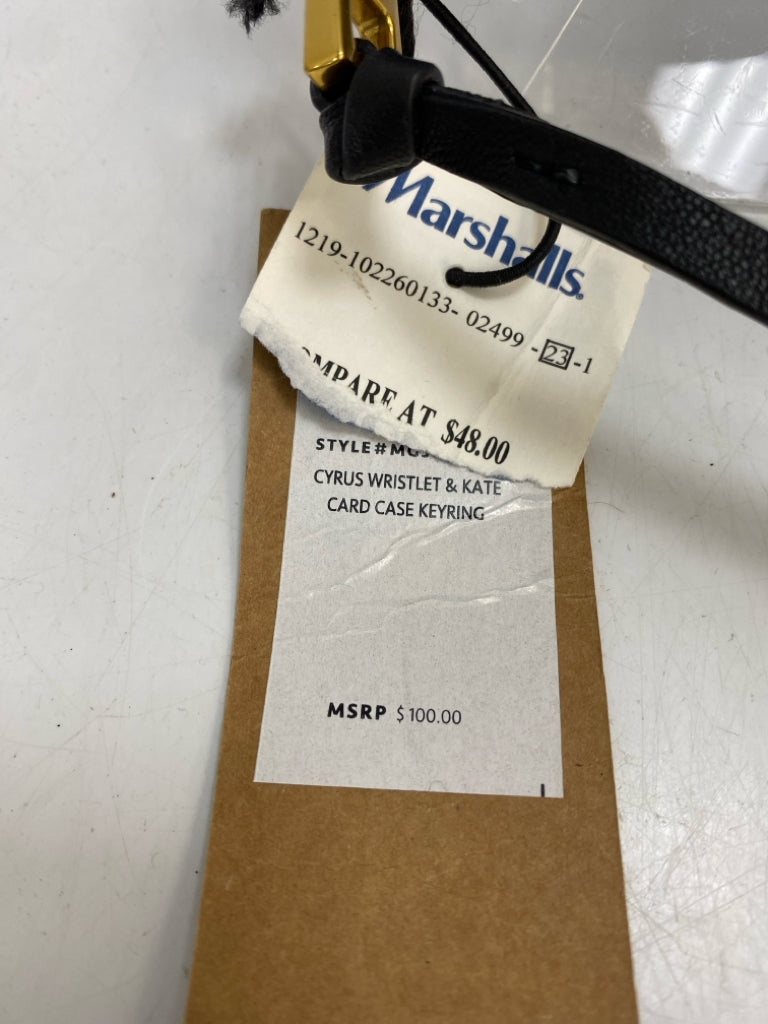 Marshalls
1219-102260133- 02499 -23-1
COMPARE AT $48.00
STYLE#
CYRUS WRISTLET & KATE
CARD CASE KEYRING
MSRP $100.00